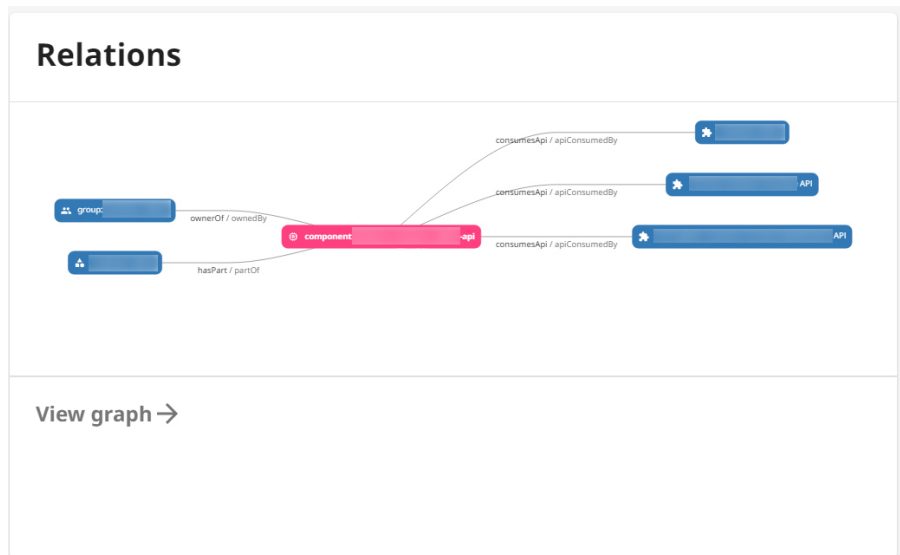 Relations
consumesApi / apiConsumedBy
consumesApi / apiConsumedBy
API
group:
ownerOf / ownedBy
component
-api
consumesApi / apiConsumedBy
API
hasPart / partOf
View graph